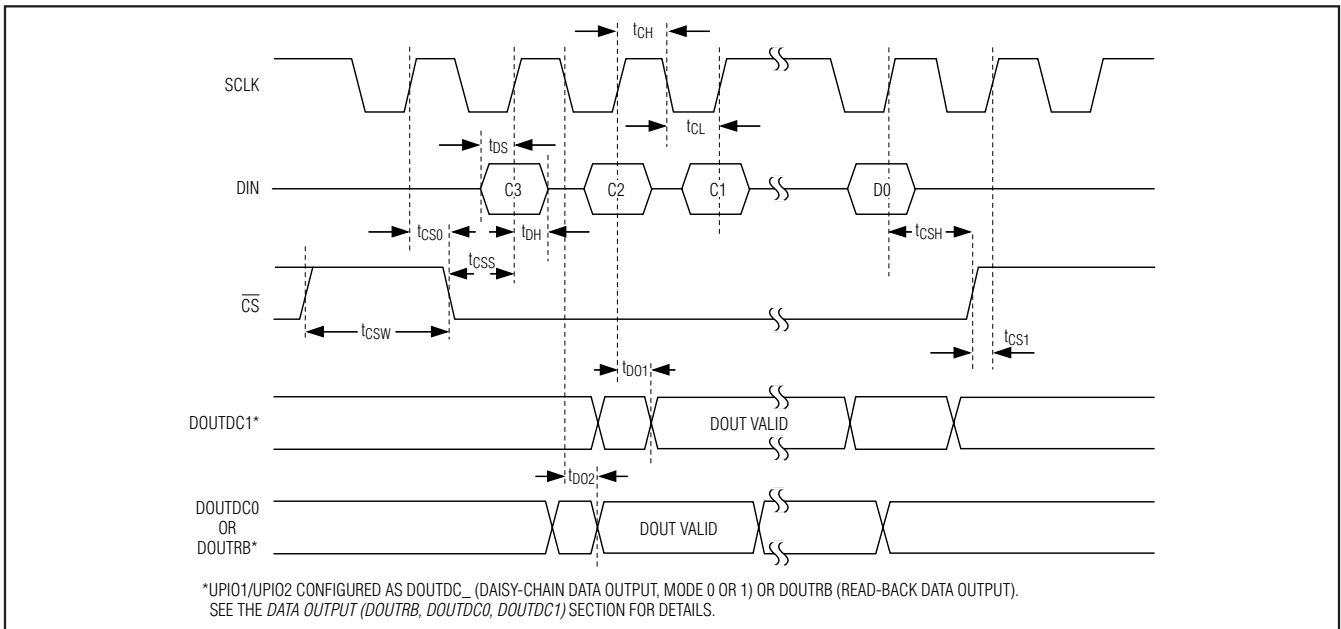 tCH
SCLK
tCL
tDS
DIN
C3
C2
C1
D0
tCS0
tDH
tCSH
tCSS
CS
tCSW
tCS1
tDO1
DOUTDC1*
DOUT VALID
tDO2
DOUTDC0
OR
DOUTRB*
DOUT VALID
*UPIO1/UPIO2 CONFIGURED AS DOUTDC_ (DAISY-CHAIN DATA OUTPUT, MODE 0 OR 1) OR DOUTRB (READ-BACK DATA OUTPUT).
SEE THE DATA OUTPUT (DOUTRB, DOUTDC0, DOUTDC1) SECTION FOR DETAILS.